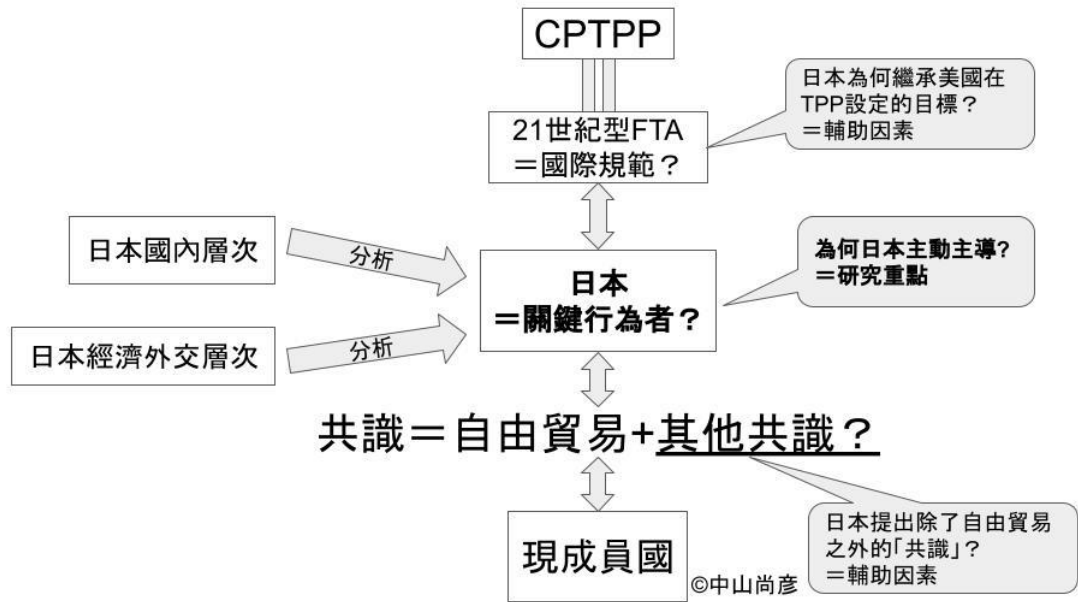 CPTPP
21世紀型FTA
＝國際規範？
日本為何繼承美國在
TPP設定的目標？
＝輔助因素
日本國內層次
分析
日本
＝關鍵行為者？
為何日本主動主導?
＝研究重點
日本經濟外交層次
分析
共識＝自由貿易+其他共識？
現成員國
日本提出除了自由貿易
之外的「共識」？
＝輔助因素
©中山尚彦